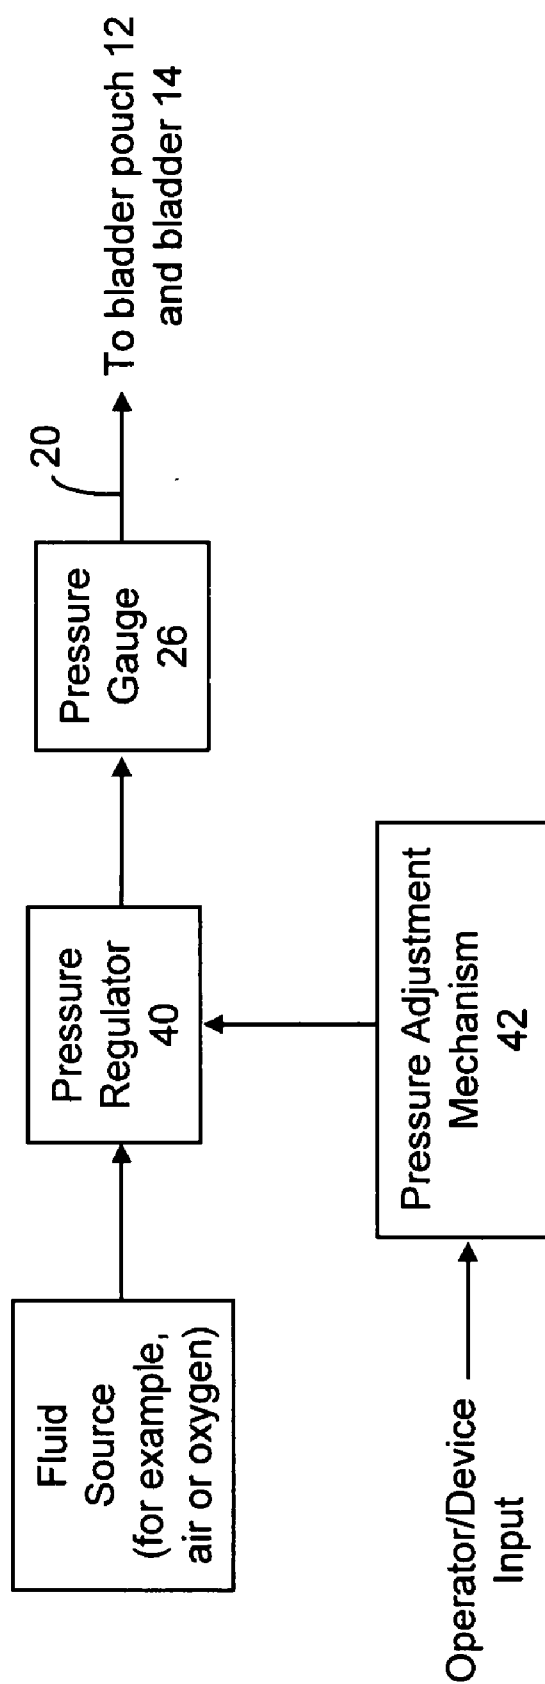 Fluid
Source
(for example,
air or oxygen)
Pressure
Regulator
40
Pressure
Gauge
26
20
To bladder pouch 12
and bladder 14
Operator/Device
Input
Pressure Adjustment
Mechanism
42